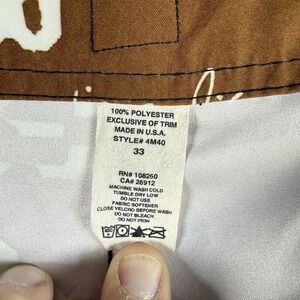 100% POLYESTER
EXCLUSIVE OF TRIM
MADE IN U.S.A.
STYLE# 4M40
33
RN# 108250
CA# 26912
MACHINE WASH COLD
TUMBLE DRY LOW
DO NOT USE
FABRIC SOFTENER
CLOSE VELCRO BEFORE WASH
DO NOT BLEACH
DO NOT IRON